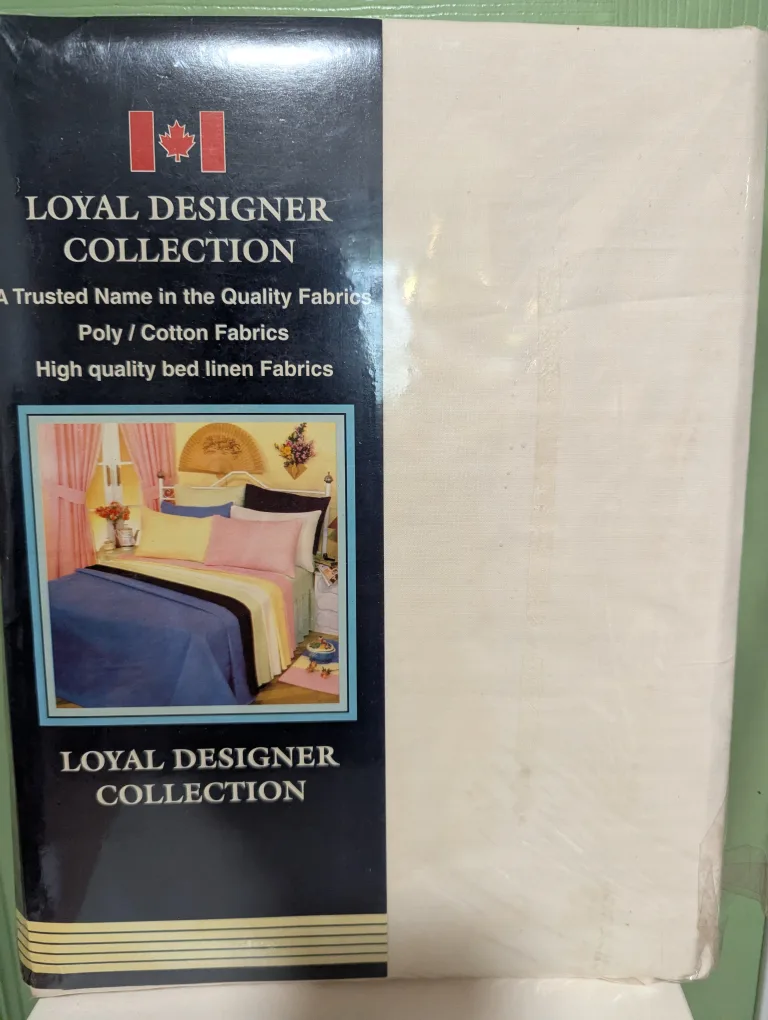 LOYAL DESIGNER
COLLECTION
A Trusted Name in the Quality Fabrics
Poly / Cotton Fabrics
High quality bed linen Fabrics
LOYAL DESIGNER
COLLECTION